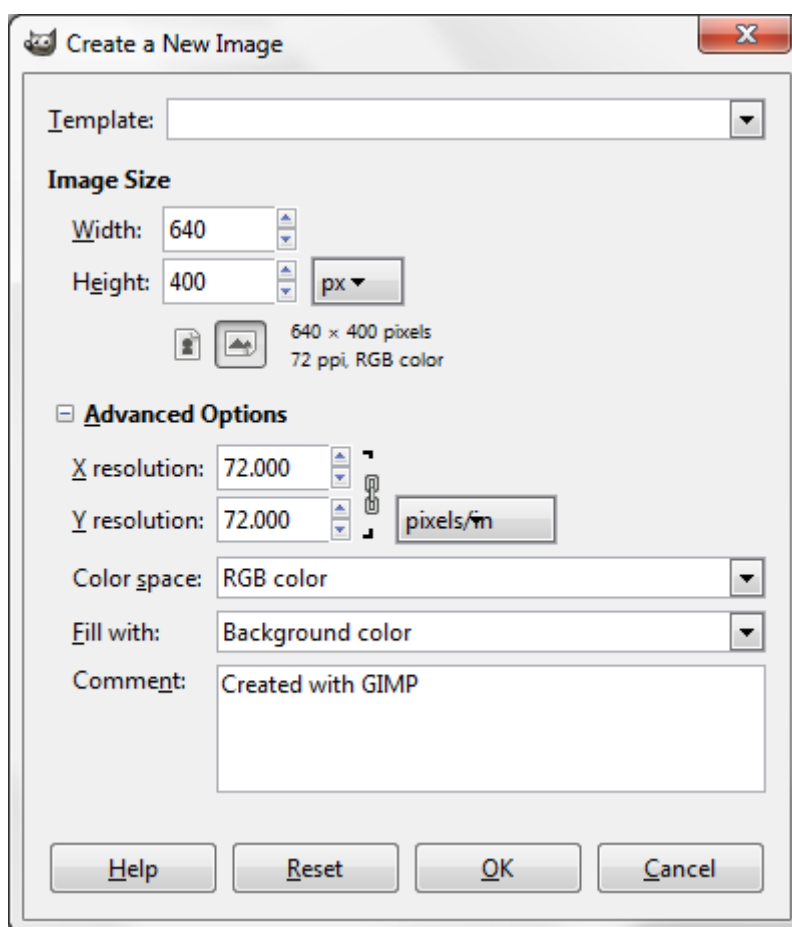 Create a New Image
Template:
Image Size
Width: 640
Height: 400 px
640 × 400 pixels
72 ppi, RGB color
Advanced Options
X resolution: 72.000
Y resolution: 72.000 pixels/in
Color space: RGB color
Fill with: Background color
Comment: Created with GIMP
Help Reset OK Cancel